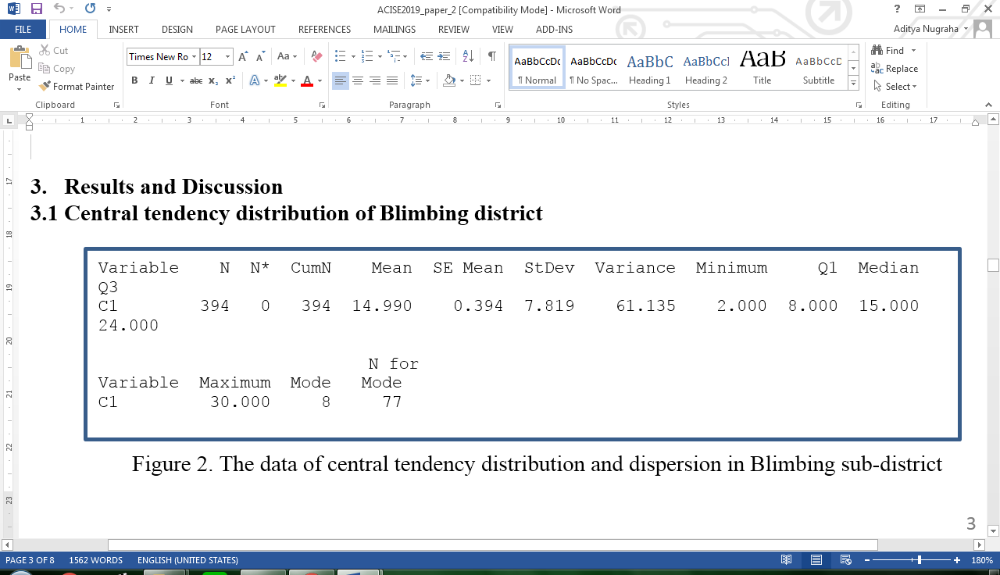 ACISE2019_paper_2 [Compatibility Mode] - Microsoft Word
FILE HOME INSERT DESIGN PAGE LAYOUT REFERENCES MAILINGS REVIEW VIEW ADD-INS Aditya Nugraha
Paste Cut Copy Format Painter
Clipboard
Times New Ro 12
Font
Paragraph
AaBbCcDc AaBbCcDc AaBbC AaBbCcI AaB AaBbCcD
¶ Normal ¶ No Spac... Heading 1 Heading 2 Title Subtitle
Styles
Find
Replace
Select
Editing
1 2 3 4 5 6 7 8 9 10 11 12 13 14 15 16 17
17
18
19
20
21
22
23
3. Results and Discussion
3.1 Central tendency distribution of Blimbing district
Variable N N* CumN Mean SE Mean StDev Variance Minimum Q1 Median
Q3
C1 394 0 394 14.990 0.394 7.819 61.135 2.000 8.000 15.000
24.000
N for
Variable Maximum Mode Mode
C1 30.000 8 77
Figure 2. The data of central tendency distribution and dispersion in Blimbing sub-district
3
PAGE 3 OF 8 1562 WORDS ENGLISH (UNITED STATES) 180%